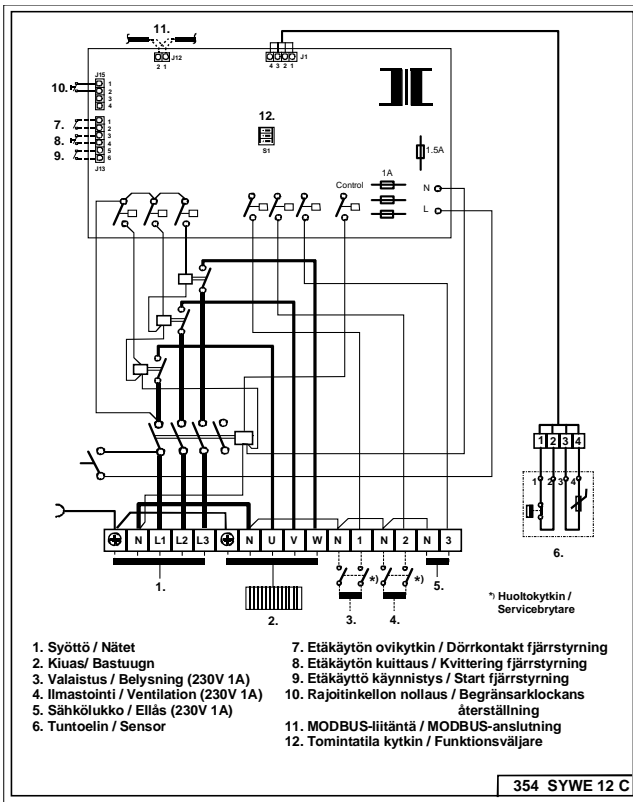 11.
J12
2 1
J1
4 3 2 1
J15
10.
1
2
3
4
12.
S1
7.
8.
9.
1
2
3
4
5
6
J13
1.5A
1A
Control
N
L
1 2 3 4
1 2 3 4
6.
N L1 L2 L3 N U V W N 1 N 2 N 3
*) *)
1. 2. 3. 4. 5.
*) Huoltokytkin /
Servicebrytare
1. Syöttö / Nätet
2. Kiuas/ Bastuugn
3. Valaistus / Belysning (230V 1A)
4. Ilmastointi / Ventilation (230V 1A)
5. Sähkölukko / Ellås (230V 1A)
6. Tuntoelin / Sensor
7. Etäkäytön ovikytkin / Dörrkontakt fjärrstyrning
8. Etäkäytön kuittaus / Kvittering fjärrstyrning
9. Etäkäyttö käynnistys / Start fjärrstyrning
10. Rajoitinkellon nollaus / Begränsarklockans
återställning
11. MODBUS-liitäntä / MODBUS-anslutning
12. Tomintatila kytkin / Funktionsväljare
354 SYWE 12 C